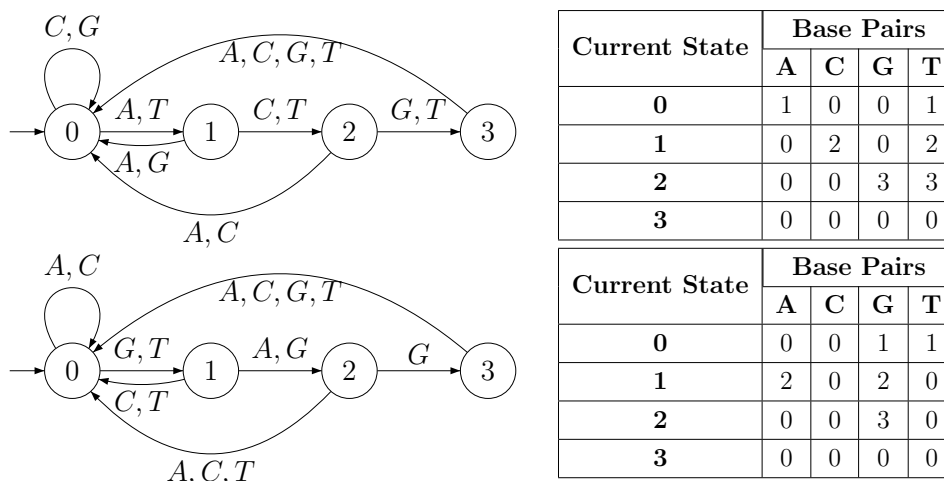 C, G
A, C, G, T
A, T
C, T
G, T
0
1
2
3
A, G
A, C
Current State Base Pairs
A C G T
0 1 0 0 1
1 0 2 0 2
2 0 0 3 3
3 0 0 0 0
A, C
A, C, G, T
G, T
A, G
G
0
1
2
3
C, T
A, C, T
Current State Base Pairs
A C G T
0 0 0 1 1
1 2 0 2 0
2 0 0 3 0
3 0 0 0 0